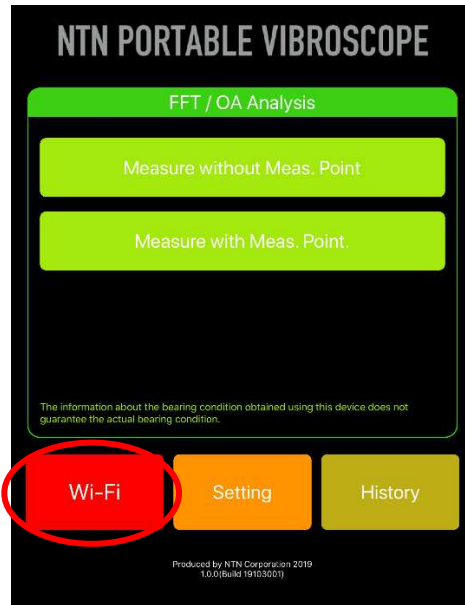 NTN PORTABLE VIBROSCOPE
FFT / OA Analysis
Measure without Meas. Point
Measure with Meas. Point.
The information about the bearing condition obtained using this device does not
guarantee the actual bearing condition.
Wi-Fi
Setting
History
Produced by NTN Corporation 2019
1.0.0(Build 19103001)